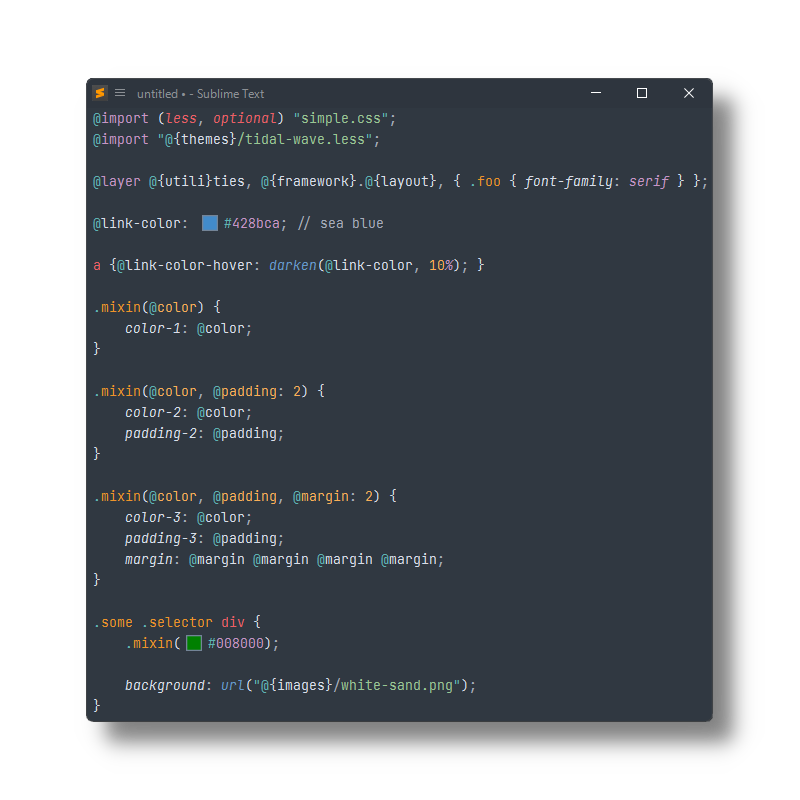 untitled • - Sublime Text
@import (less, optional) "simple.css";
@import "@{themes}/tidal-wave.less";
@layer @{utili}ties, @{framework}.@{layout}, { .foo { font-family: serif } };
@link-color: #428bca; // sea blue
a {@link-color-hover: darken(@link-color, 10%); }
.mixin(@color) {
    color-1: @color;
}
.mixin(@color, @padding: 2) {
    color-2: @color;
    padding-2: @padding;
}
.mixin(@color, @padding, @margin: 2) {
    color-3: @color;
    padding-3: @padding;
    margin: @margin @margin @margin @margin;
}
.some .selector div {
    .mixin(#008000);
    background: url("@{images}/white-sand.png");
}